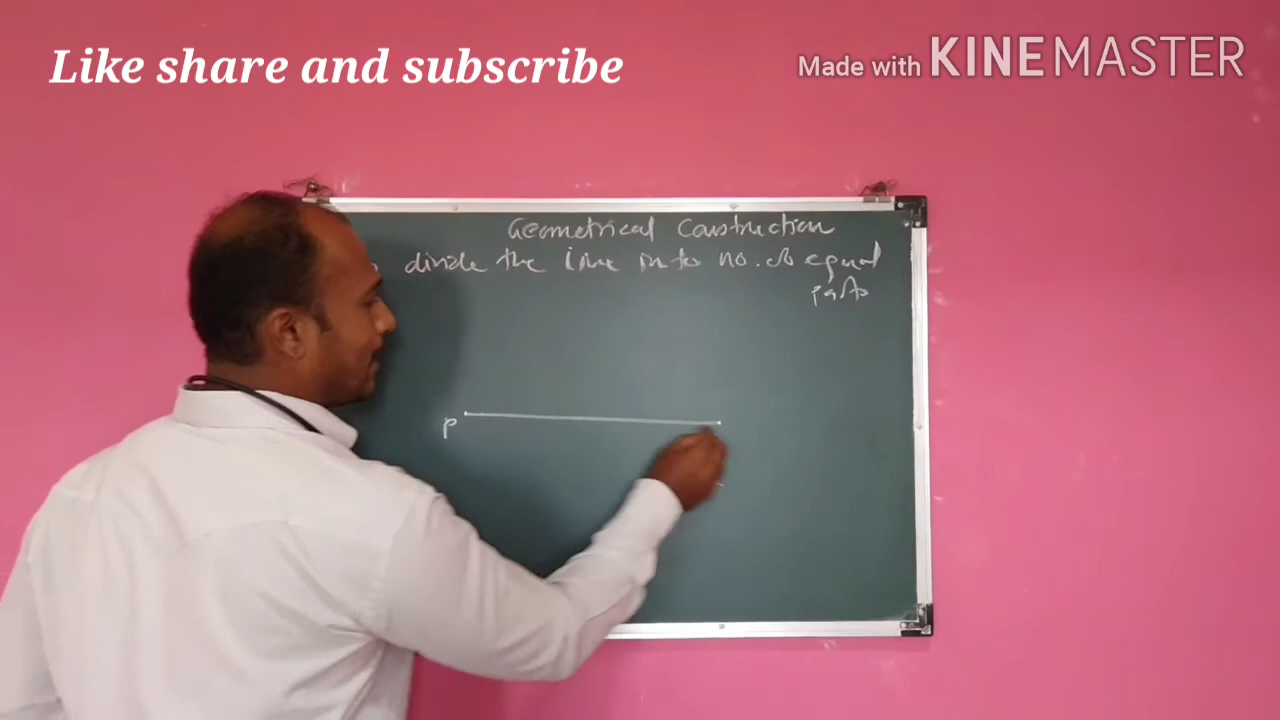 Like share and subscribe
Made with KINEMASTER
Geometrical Construction
divide the line into no. of equal
parts
P